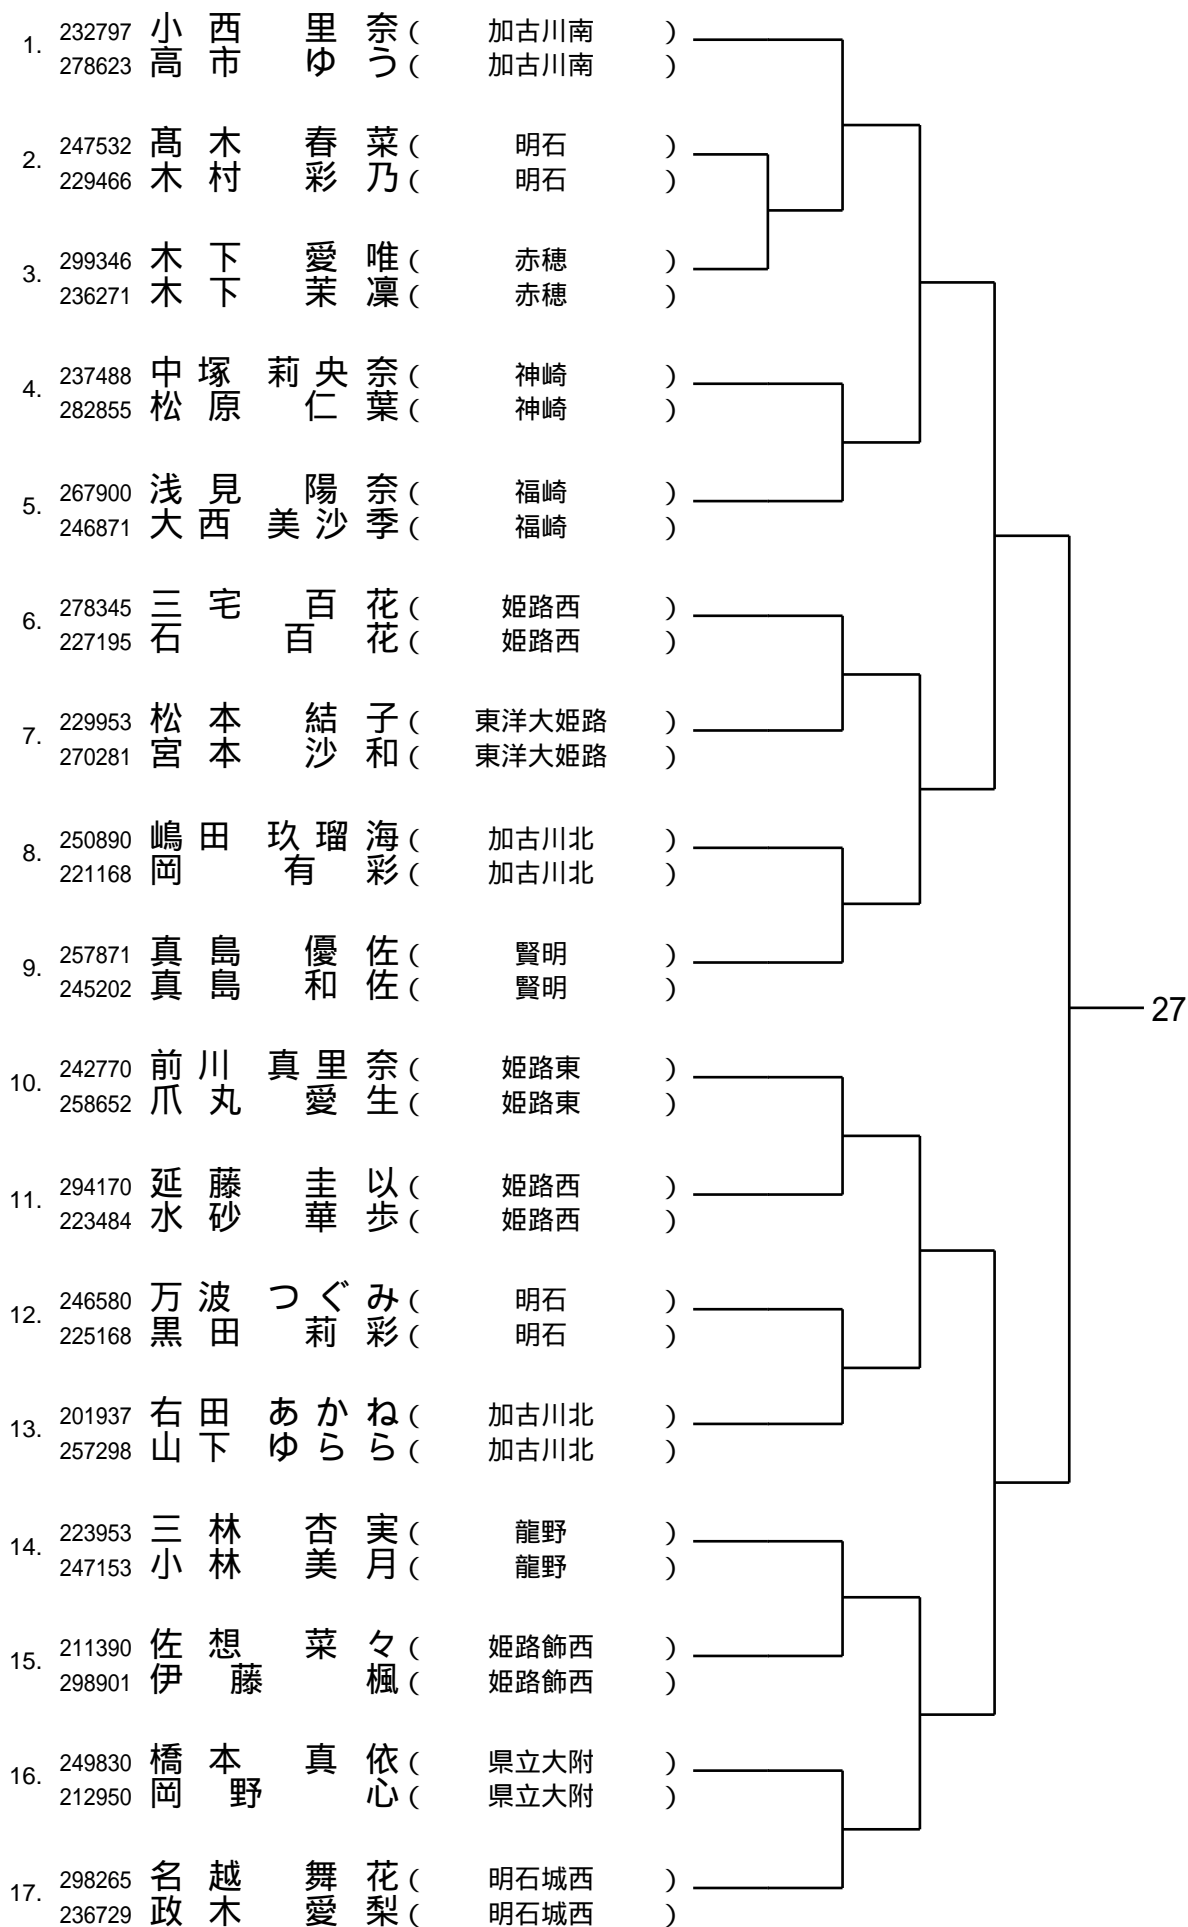 1. 232797 小西 里奈 ( 加古川南 )
278623 高市 ゆう ( 加古川南 )
2. 247532 髙木 春菜 ( 明石 )
229466 木村 彩乃 ( 明石 )
3. 299346 木下 愛唯 ( 赤穂 )
236271 木下 茉凜 ( 赤穂 )
4. 237488 中塚 莉央奈 ( 神崎 )
282855 松原 仁葉 ( 神崎 )
5. 267900 浅見 陽奈 ( 福崎 )
246871 大西 美沙季 ( 福崎 )
6. 278345 三宅 百花 ( 姫路西 )
227195 石 百花 ( 姫路西 )
7. 229953 松本 結子 ( 東洋大姫路 )
270281 宮本 沙和 ( 東洋大姫路 )
8. 250890 嶋田 玖瑠海 ( 加古川北 )
221168 岡 有彩 ( 加古川北 )
9. 257871 真島 優佐 ( 賢明 )
245202 真島 和佐 ( 賢明 )
27
10. 242770 前川 真里奈 ( 姫路東 )
258652 爪丸 愛生 ( 姫路東 )
11. 294170 延藤 圭以 ( 姫路西 )
223484 水砂 華歩 ( 姫路西 )
12. 246580 万波 つぐみ ( 明石 )
225168 黒田 莉彩 ( 明石 )
13. 201937 右田 あかね ( 加古川北 )
257298 山下 ゆらら ( 加古川北 )
14. 223953 三林 杏実 ( 龍野 )
247153 小林 美月 ( 龍野 )
15. 211390 佐想 菜々 ( 姫路飾西 )
298901 伊藤 楓 ( 姫路飾西 )
16. 249830 橋本 真依 ( 県立大附 )
212950 岡野 心 ( 県立大附 )
17. 298265 名越 舞花 ( 明石城西 )
236729 政木 愛梨 ( 明石城西 )